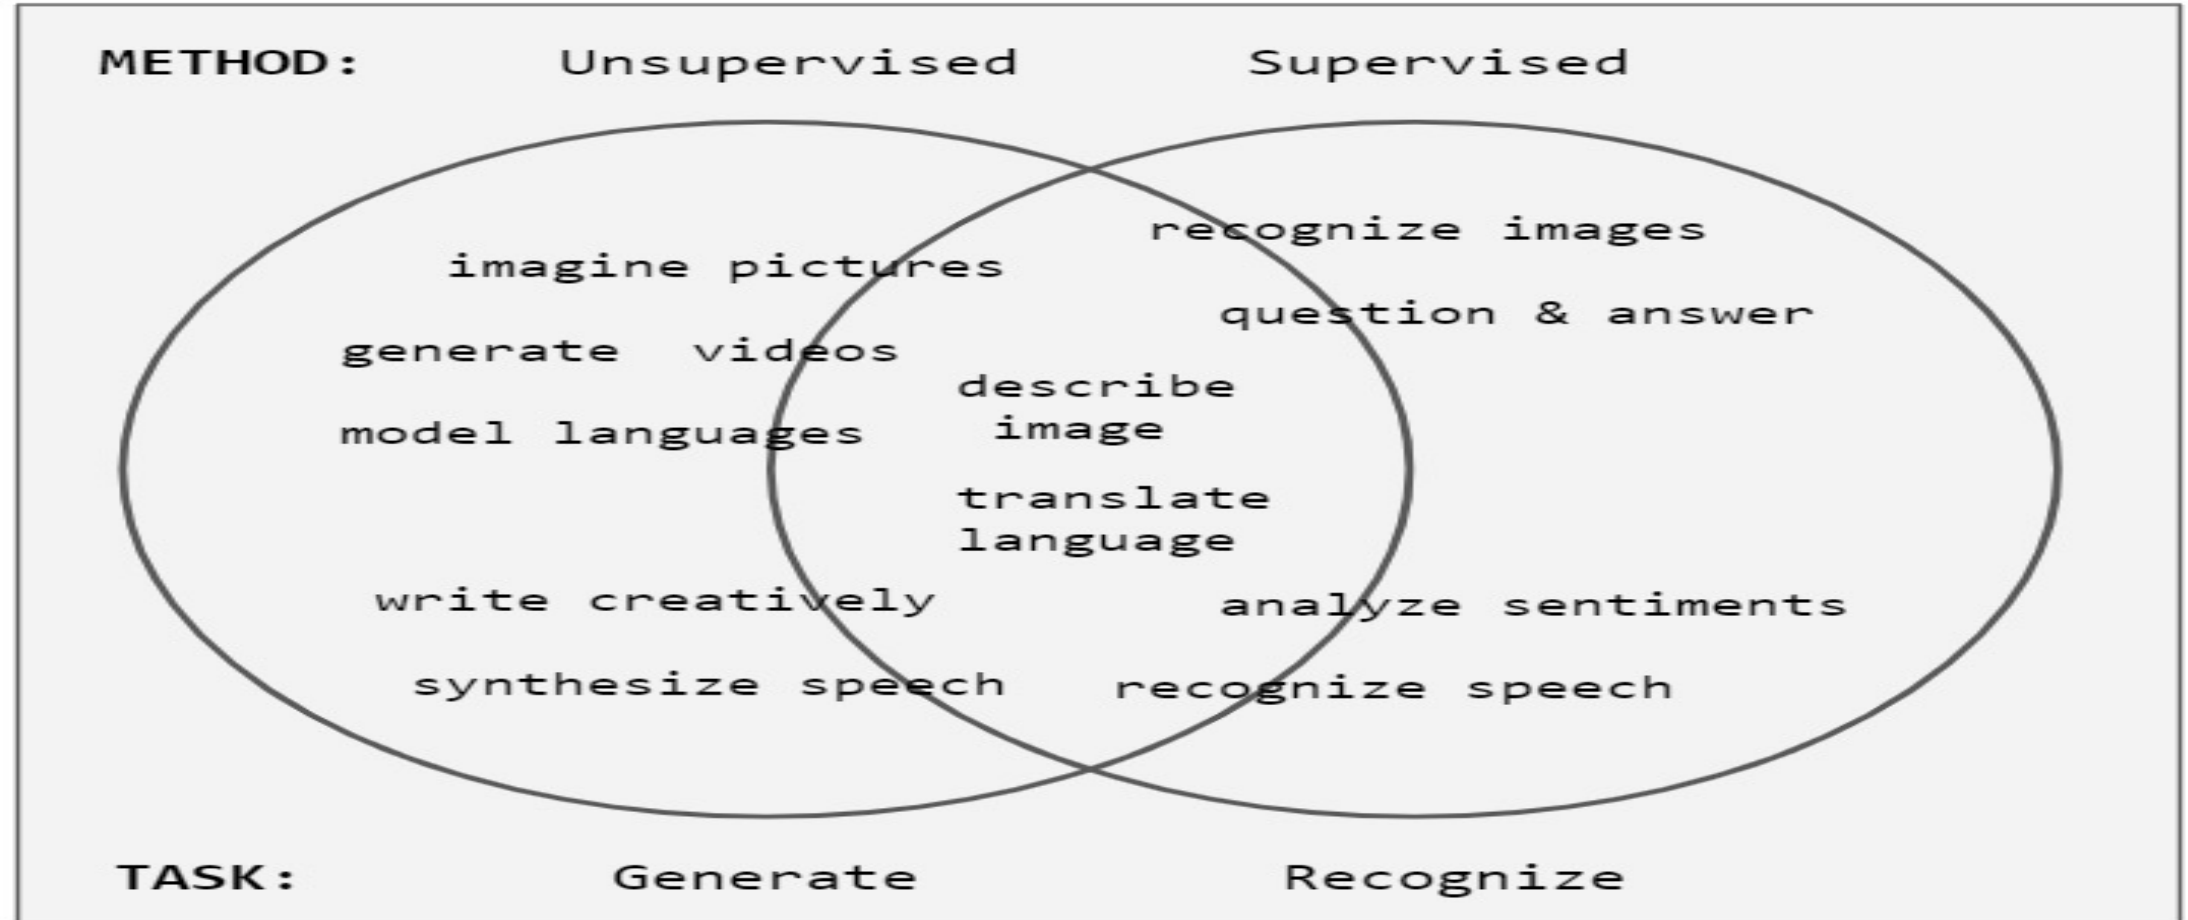 METHOD: Unsupervised Supervised
recognize images
imagine pictures
question & answer
generate videos
describe
image
model languages
translate
language
write creatively
analyze sentiments
synthesize speech
recognize speech
TASK: Generate Recognize